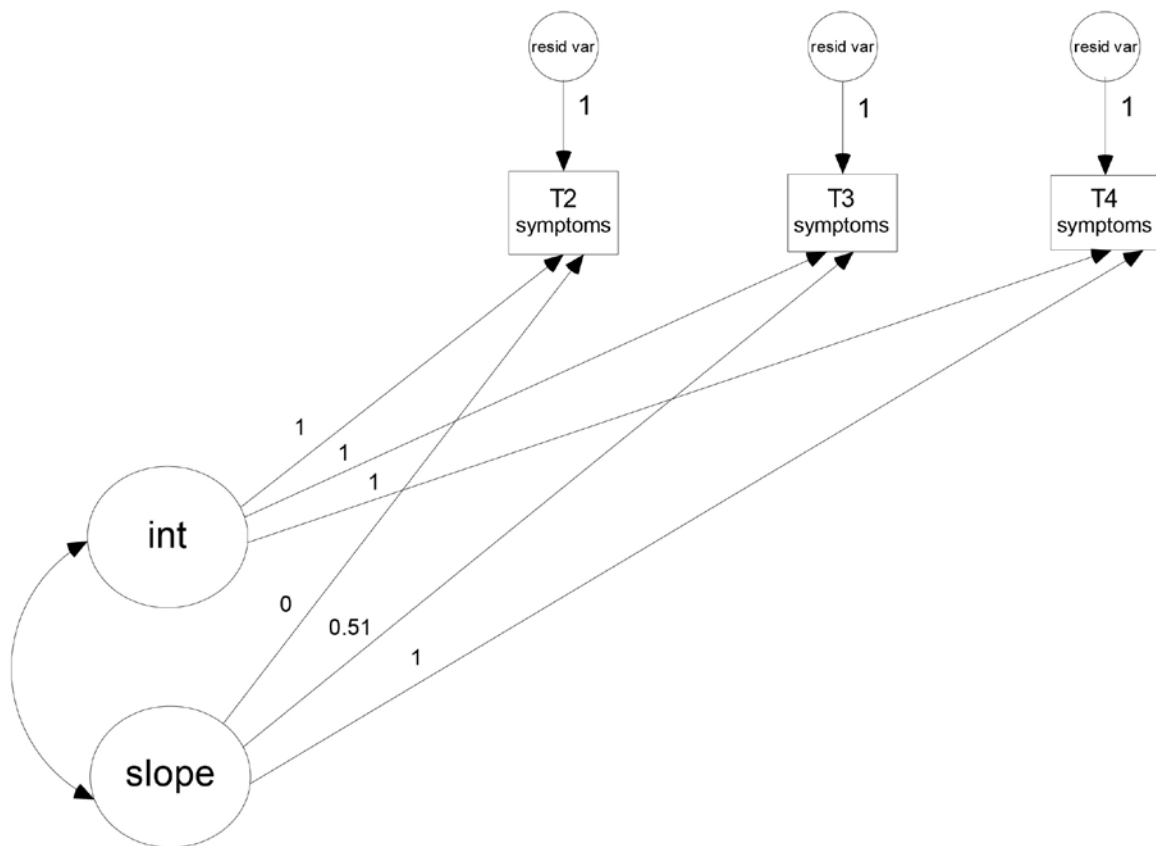 resid var
resid var
resid var
1
1
1
T2
symptoms
T3
symptoms
T4
symptoms
1
1
1
int
0
0.51
1
slope